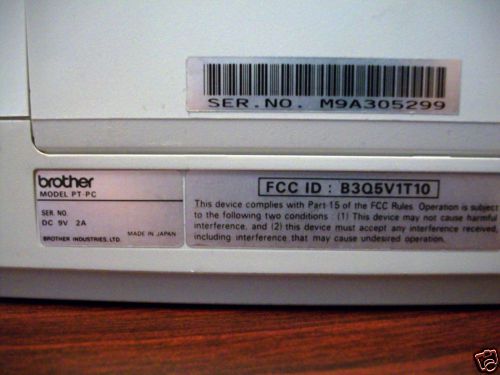 SER.NO. M9A305299
brother
MODEL PT-PC
SER. NO.
DC 9V 2A
MADE IN JAPAN
BROTHER INDUSTRIES, LTD.
FCC ID : B3Q5V1T10
This device complies with Part 15 of the FCC Rules. Operation is subject
to the following two conditions : (1) This device may not cause harmful
interference, and (2) this device must accept any interference received,
including interference that may cause undesired operation.